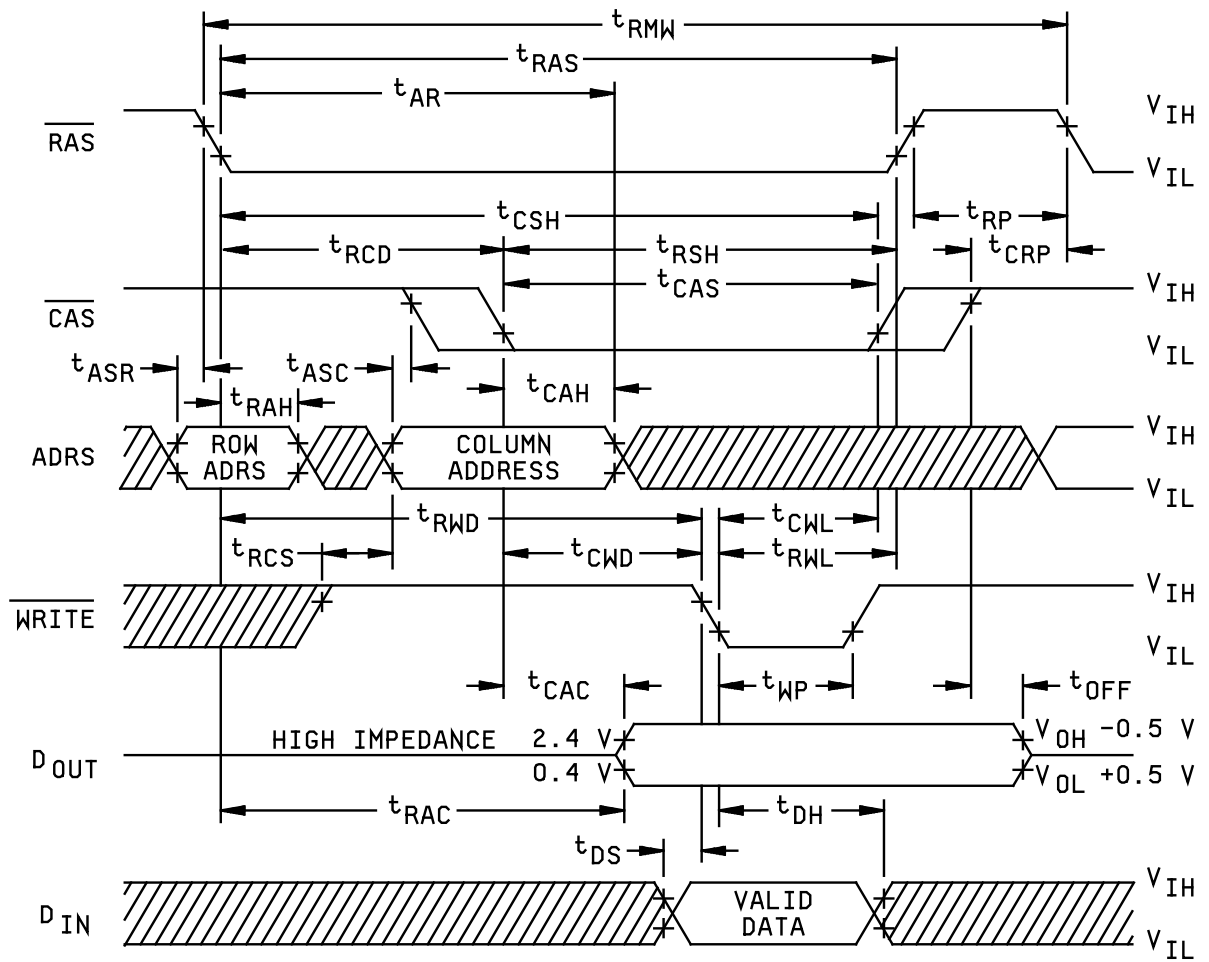 tRMW
tRAS
tAR
RAS
VIH
VIL
tCSH
tRP
tRCD
tRSH
tCRP
tCAS
CAS
VIH
VIL
tASR
tASC
tCAH
tRAH
ADRS
ROW
ADRS
COLUMN
ADDRESS
VIH
VIL
tRWD
tCWL
tRCS
tCWD
tRWL
WRITE
VIH
VIL
tCAC
tWP
tOFF
DOUT
HIGH IMPEDANCE
2.4 V
0.4 V
VOH -0.5 V
VOL +0.5 V
tRAC
tDH
tDS
DIN
VALID
DATA
VIH
VIL